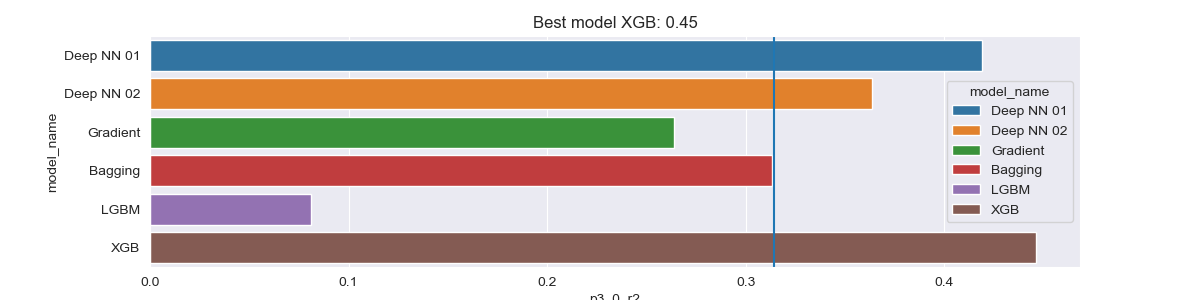 Best model XGB: 0.45
model_name
Deep NN 01
Deep NN 02
Gradient
Bagging
LGBM
XGB
model_name
Deep NN 01
Deep NN 02
Gradient
Bagging
LGBM
XGB
0.0 0.1 0.2 0.3 0.4
p3_0_r2